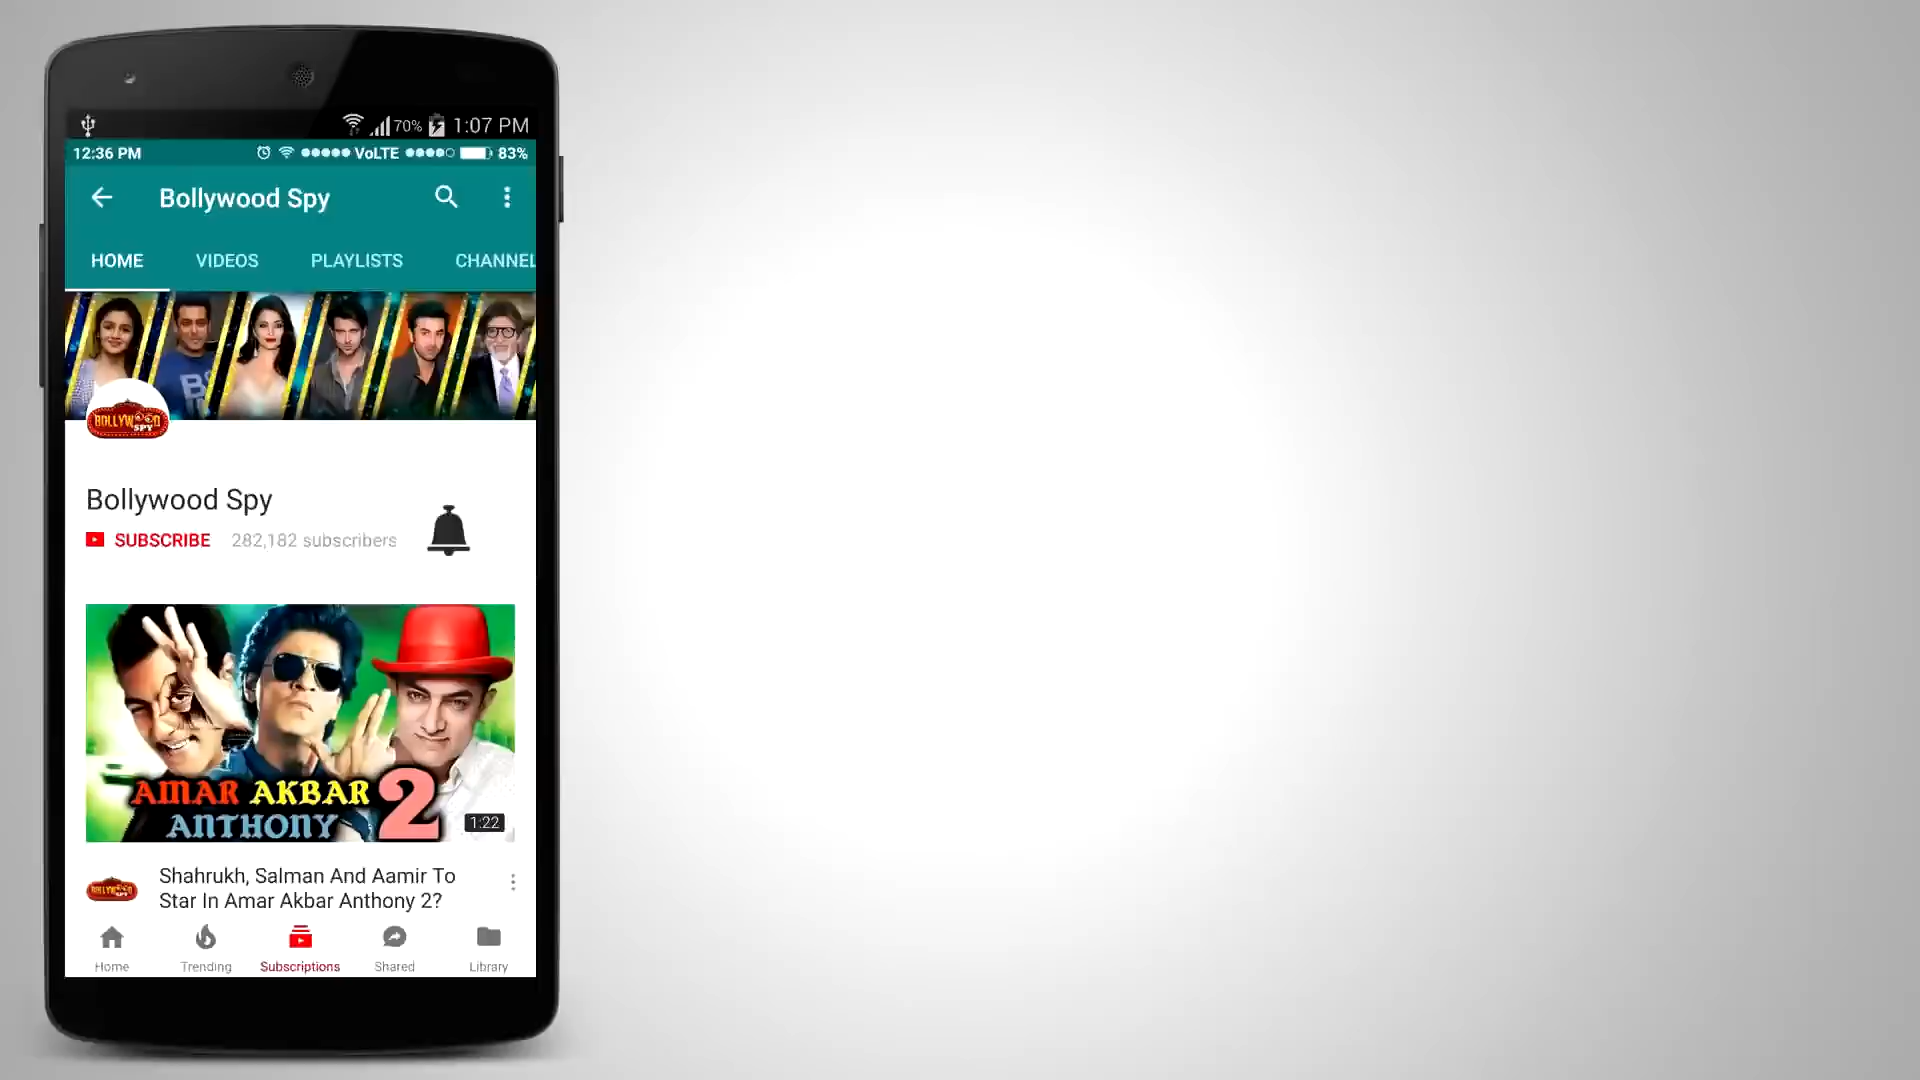 70% 1:07 PM
12:36 PM VoLTE 83%
Bollywood Spy
HOME VIDEOS PLAYLISTS CHANNEL
BOLLYWOOD
SPY
Bollywood Spy
SUBSCRIBE 282,182 subscribers
AMAR AKBAR 2
ANTHONY
1:22
Shahrukh, Salman And Aamir To
Star In Amar Akbar Anthony 2?
Home Trending Subscriptions Shared Library